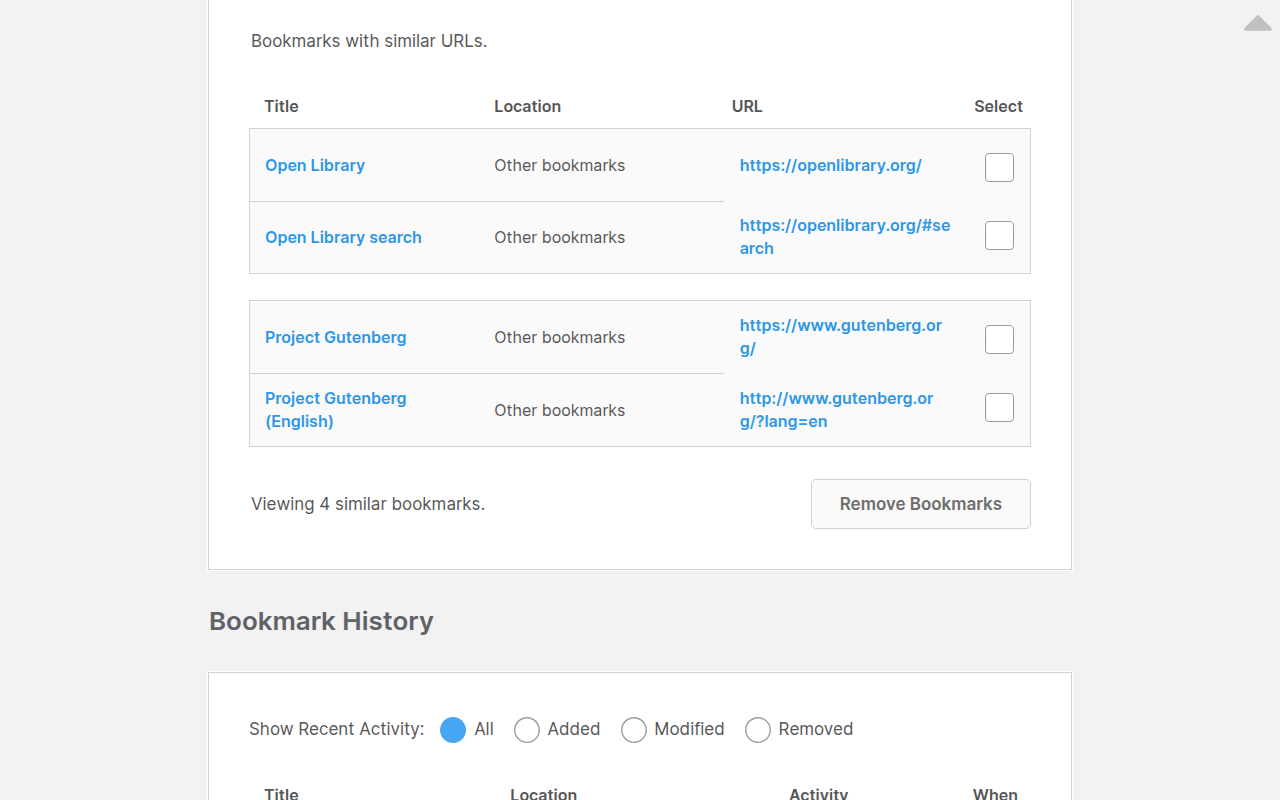 Bookmarks with similar URLs.
Title Location URL Select
Open Library Other bookmarks https://openlibrary.org/
Open Library search Other bookmarks https://openlibrary.org/#se
arch
Project Gutenberg Other bookmarks https://www.gutenberg.or
g/
Project Gutenberg
(English) Other bookmarks http://www.gutenberg.or
g/?lang=en
Viewing 4 similar bookmarks. Remove Bookmarks
Bookmark History
Show Recent Activity: All Added Modified Removed
Title Location Activity When